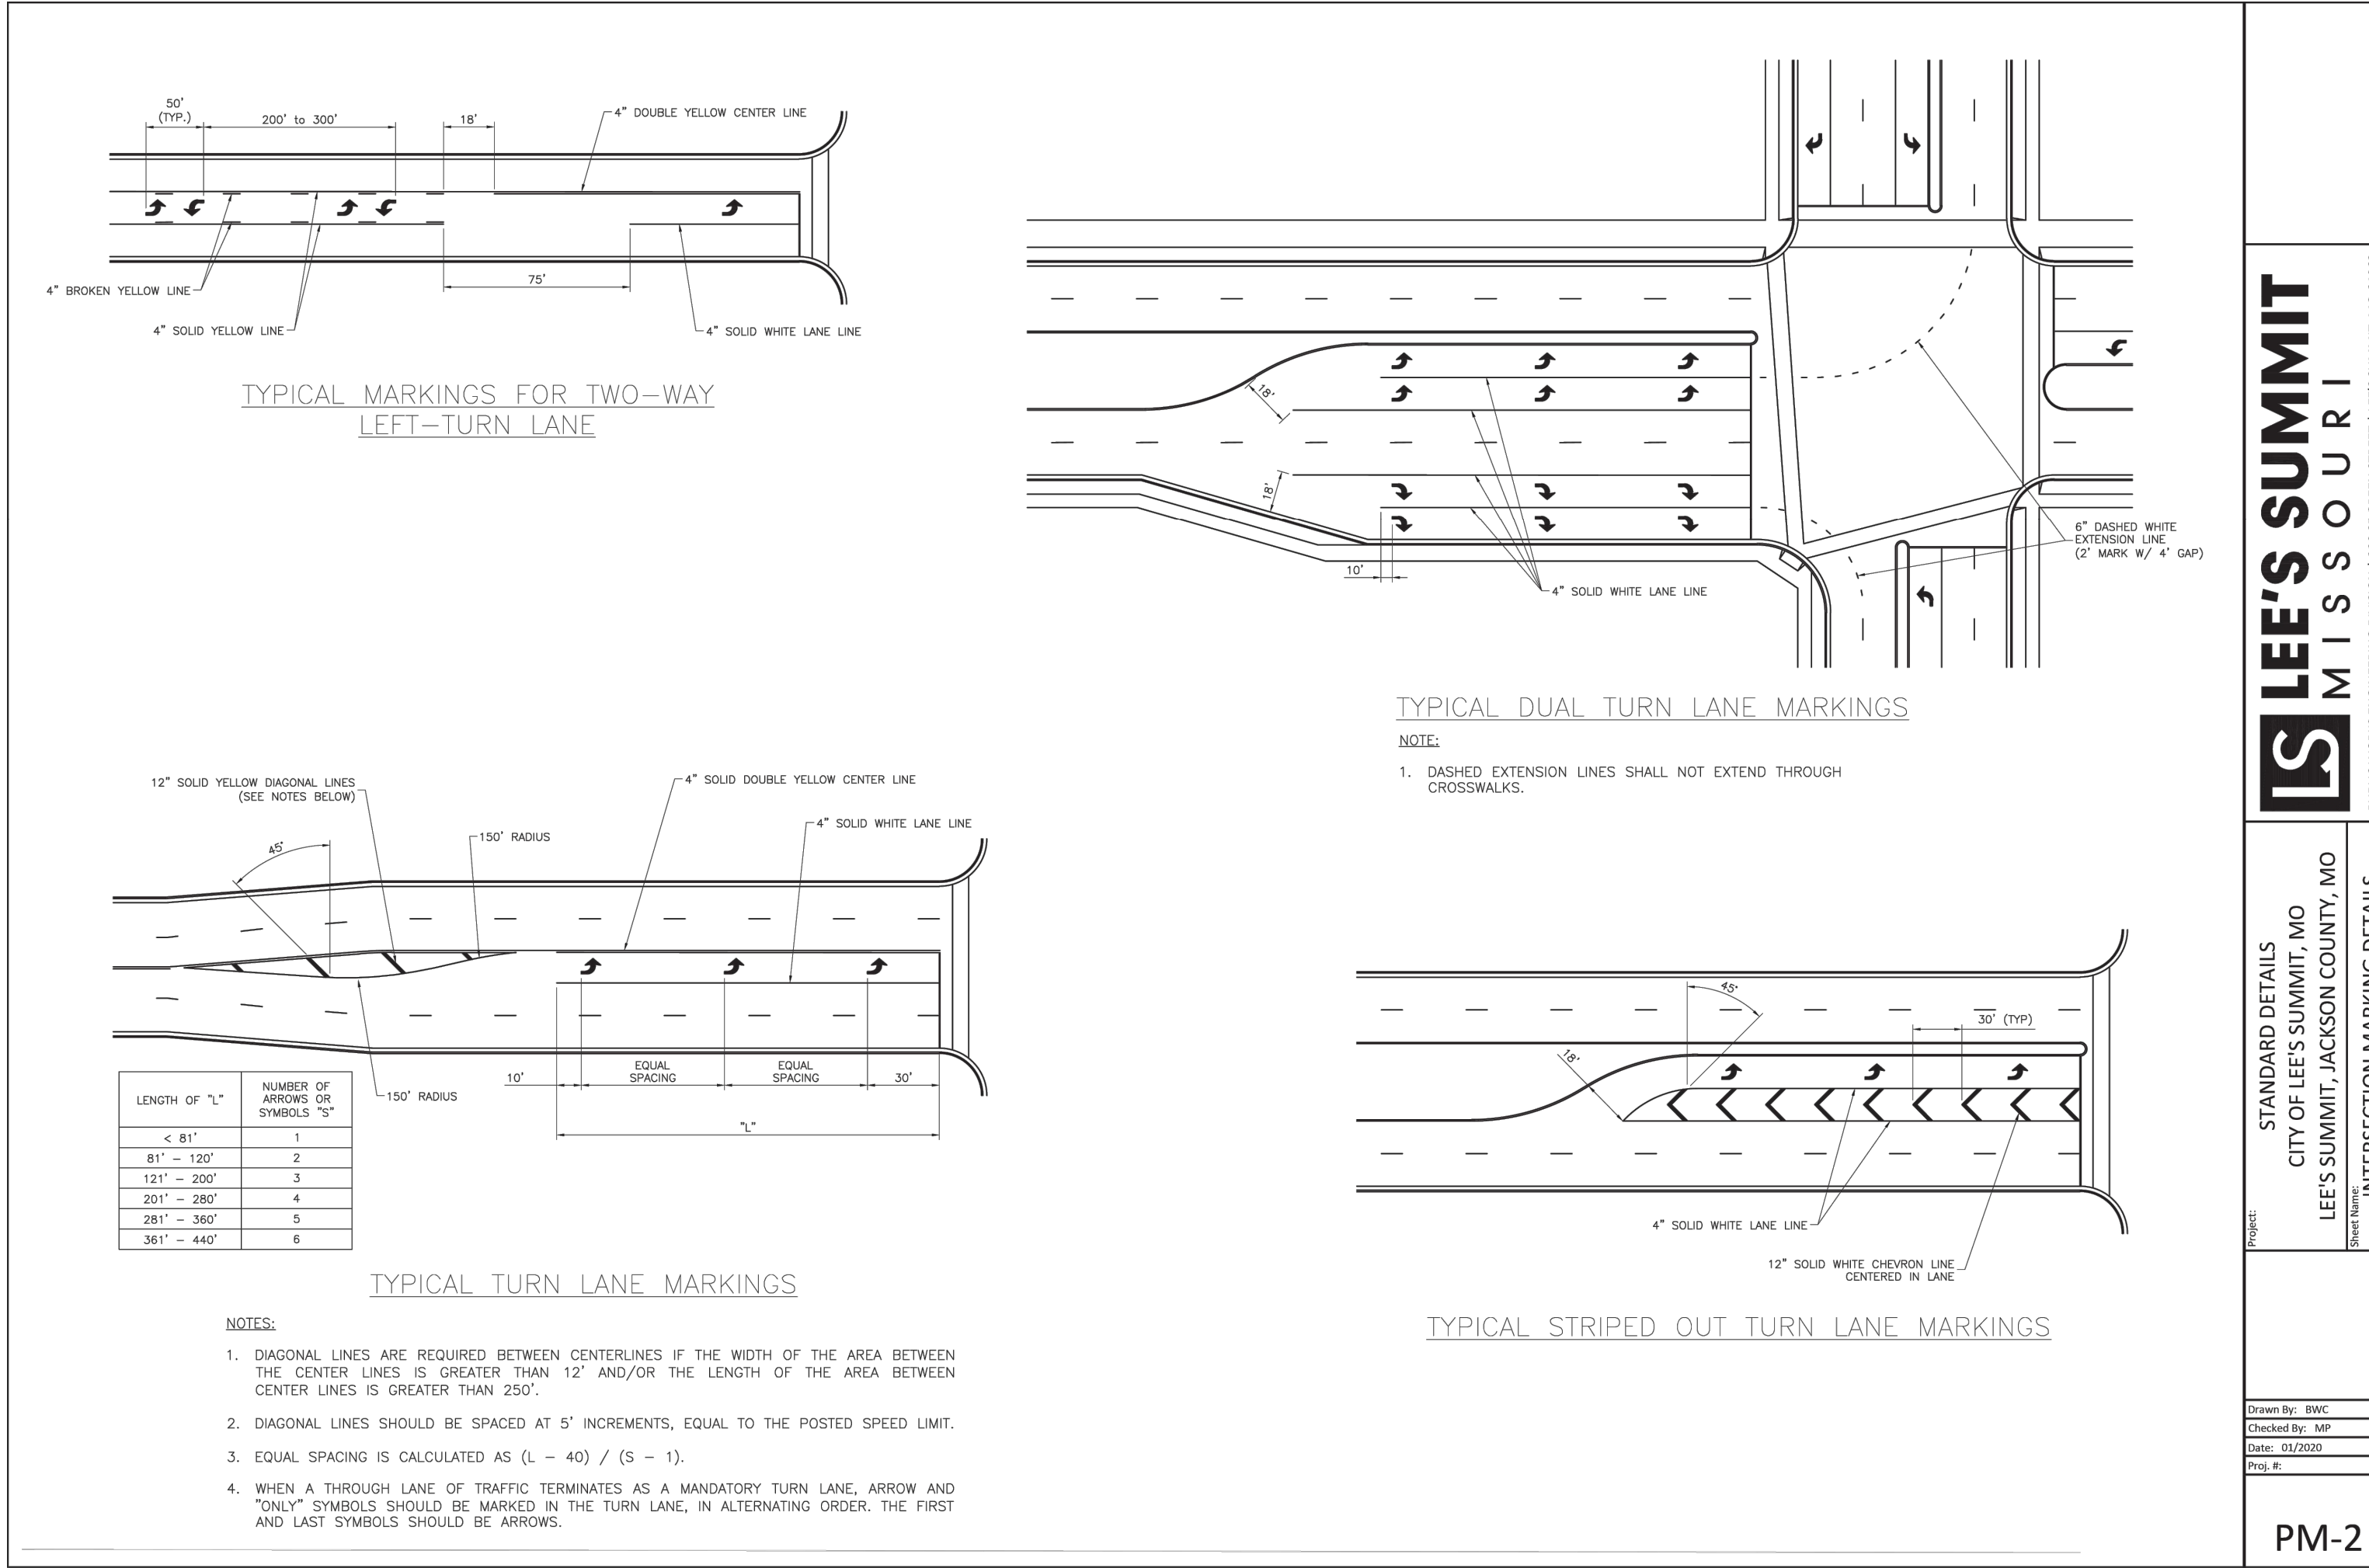 50'
(TYP.)
200' to 300'
18'
4" DOUBLE YELLOW CENTER LINE
4" BROKEN YELLOW LINE
75'
4" SOLID YELLOW LINE
4" SOLID WHITE LANE LINE
TYPICAL MARKINGS FOR TWO-WAY
LEFT-TURN LANE
18'
18'
10'
4" SOLID WHITE LANE LINE
6" DASHED WHITE
EXTENSION LINE
(2' MARK W/ 4' GAP)
TYPICAL DUAL TURN LANE MARKINGS
NOTE:
1. DASHED EXTENSION LINES SHALL NOT EXTEND THROUGH
CROSSWALKS.
12" SOLID YELLOW DIAGONAL LINES
(SEE NOTES BELOW)
4" SOLID DOUBLE YELLOW CENTER LINE
150' RADIUS
4" SOLID WHITE LANE LINE
45°
10'
EQUAL
SPACING
EQUAL
SPACING
30'
150' RADIUS
"L"
LENGTH OF "L"
NUMBER OF
ARROWS OR
SYMBOLS "S"
< 81' 1
81' – 120' 2
121' – 200' 3
201' – 280' 4
281' – 360' 5
361' – 440' 6
TYPICAL TURN LANE MARKINGS
NOTES:
1. DIAGONAL LINES ARE REQUIRED BETWEEN CENTERLINES IF THE WIDTH OF THE AREA BETWEEN
THE CENTER LINES IS GREATER THAN 12' AND/OR THE LENGTH OF THE AREA BETWEEN
CENTER LINES IS GREATER THAN 250'.
2. DIAGONAL LINES SHOULD BE SPACED AT 5' INCREMENTS, EQUAL TO THE POSTED SPEED LIMIT.
3. EQUAL SPACING IS CALCULATED AS (L – 40) / (S – 1).
4. WHEN A THROUGH LANE OF TRAFFIC TERMINATES AS A MANDATORY TURN LANE, ARROW AND
"ONLY" SYMBOLS SHOULD BE MARKED IN THE TURN LANE, IN ALTERNATING ORDER. THE FIRST
AND LAST SYMBOLS SHOULD BE ARROWS.
45°
30' (TYP)
18'
4" SOLID WHITE LANE LINE
12" SOLID WHITE CHEVRON LINE
CENTERED IN LANE
TYPICAL STRIPED OUT TURN LANE MARKINGS
LS LEE'S SUMMIT
MISSOURI
Project:
STANDARD DETAILS
CITY OF LEE'S SUMMIT, MO
LEE'S SUMMIT, JACKSON COUNTY, MO
Sheet Name:
INTERSECTION MARKING DETAILS
Drawn By: BWC
Checked By: MP
Date: 01/2020
Proj. #:
PM-2